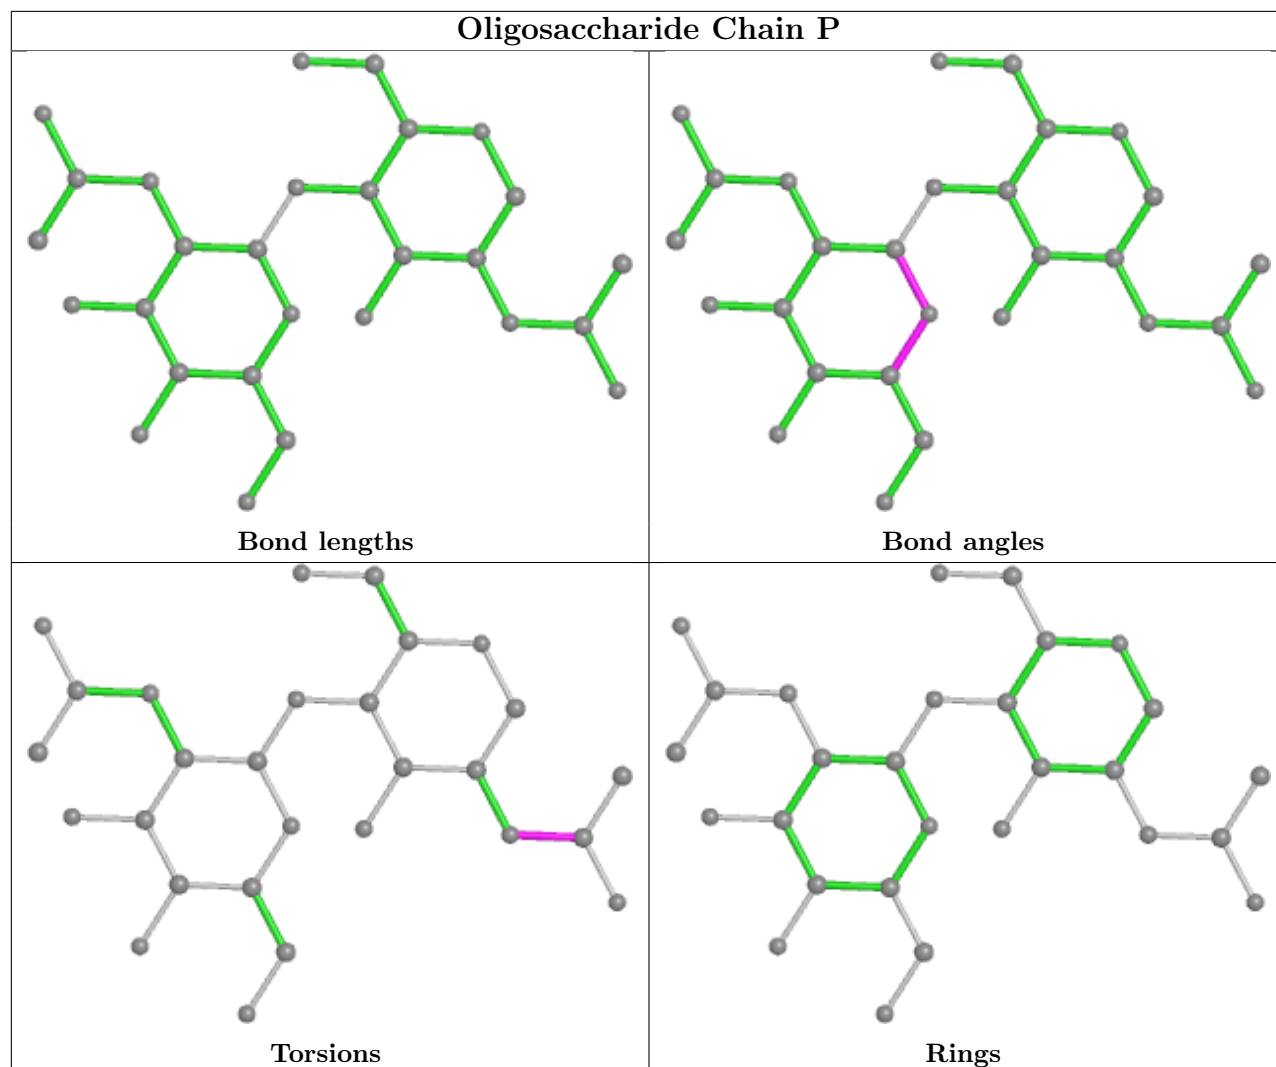 Oligosaccharide Chain P
Bond lengths
Bond angles
Torsions
Rings